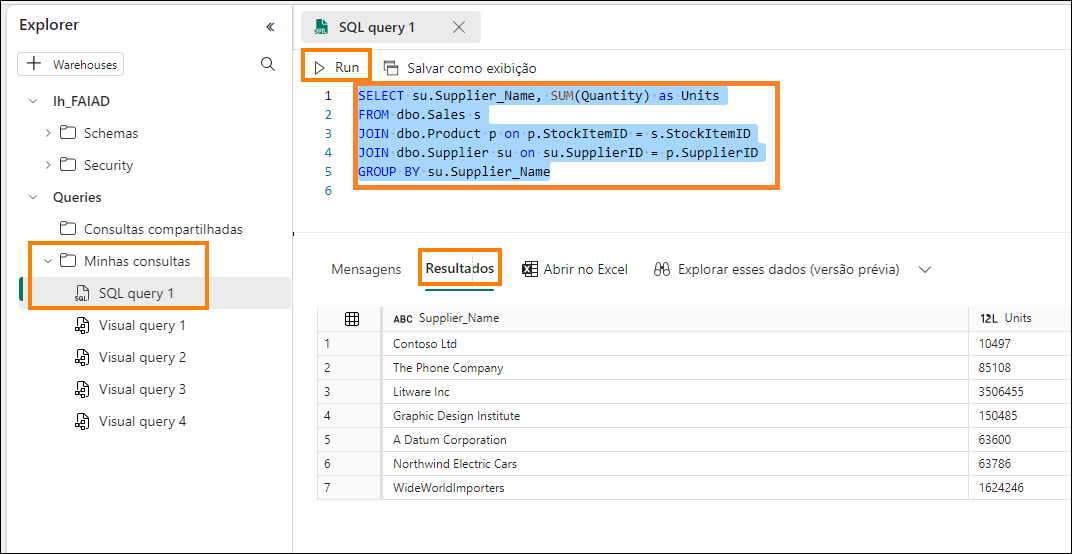 Explorer
«
+ Warehouses
lh_FAIAD
Schemas
Security
Queries
Consultas compartilhadas
Minhas consultas
SQL query 1
Visual query 1
Visual query 2
Visual query 3
Visual query 4
SQL query 1
Run
Salvar como exibição
1 SELECT su.Supplier_Name, SUM(Quantity) as Units
2 FROM dbo.Sales s
3 JOIN dbo.Product p on p.StockItemID = s.StockItemID
4 JOIN dbo.Supplier su on su.SupplierID = p.SupplierID
5 GROUP BY su.Supplier_Name
6
Mensagens Resultados Abrir no Excel Explorar esses dados (versão prévia)
ABC Supplier_Name 12L Units
1 Contoso Ltd 10497
2 The Phone Company 85108
3 Litware Inc 3506455
4 Graphic Design Institute 150485
5 A Datum Corporation 63600
6 Northwind Electric Cars 63786
7 WideWorldImporters 1624246